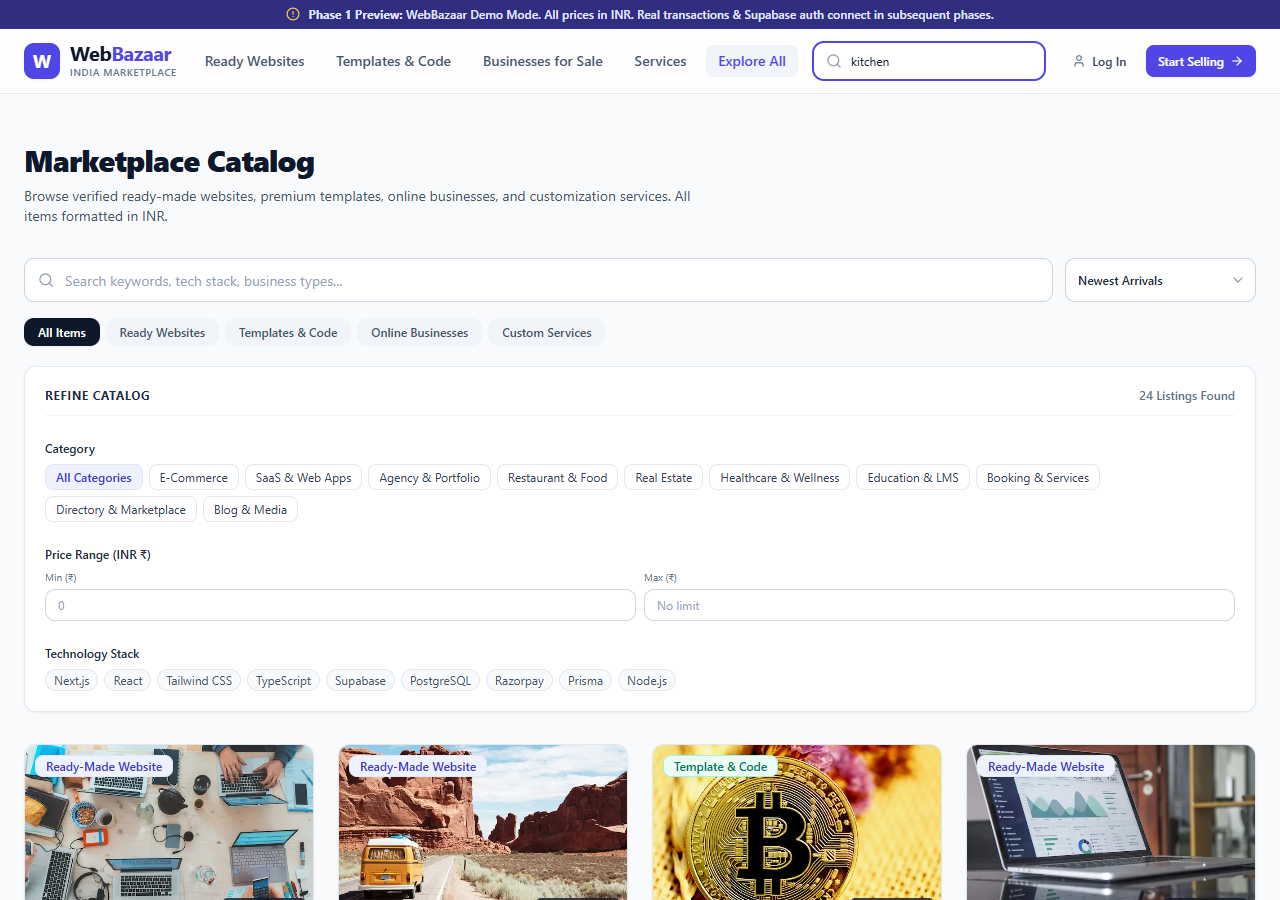 Phase 1 Preview: WebBazaar Demo Mode. All prices in INR. Real transactions & Supabase auth connect in subsequent phases.
W
WebBazaar
INDIA MARKETPLACE
Ready Websites
Templates & Code
Businesses for Sale
Services
Explore All
kitchen
Log In
Start Selling
Marketplace Catalog
Browse verified ready-made websites, premium templates, online businesses, and customization services. All
items formatted in INR.
Search keywords, tech stack, business types...
Newest Arrivals
All Items
Ready Websites
Templates & Code
Online Businesses
Custom Services
REFINE CATALOG
24 Listings Found
Category
All Categories
E-Commerce
SaaS & Web Apps
Agency & Portfolio
Restaurant & Food
Real Estate
Healthcare & Wellness
Education & LMS
Booking & Services
Directory & Marketplace
Blog & Media
Price Range (INR ₹)
Min (₹)
Max (₹)
0
No limit
Technology Stack
Next.js
React
Tailwind CSS
TypeScript
Supabase
PostgreSQL
Razorpay
Prisma
Node.js
Ready-Made Website
Ready-Made Website
Template & Code
Ready-Made Website